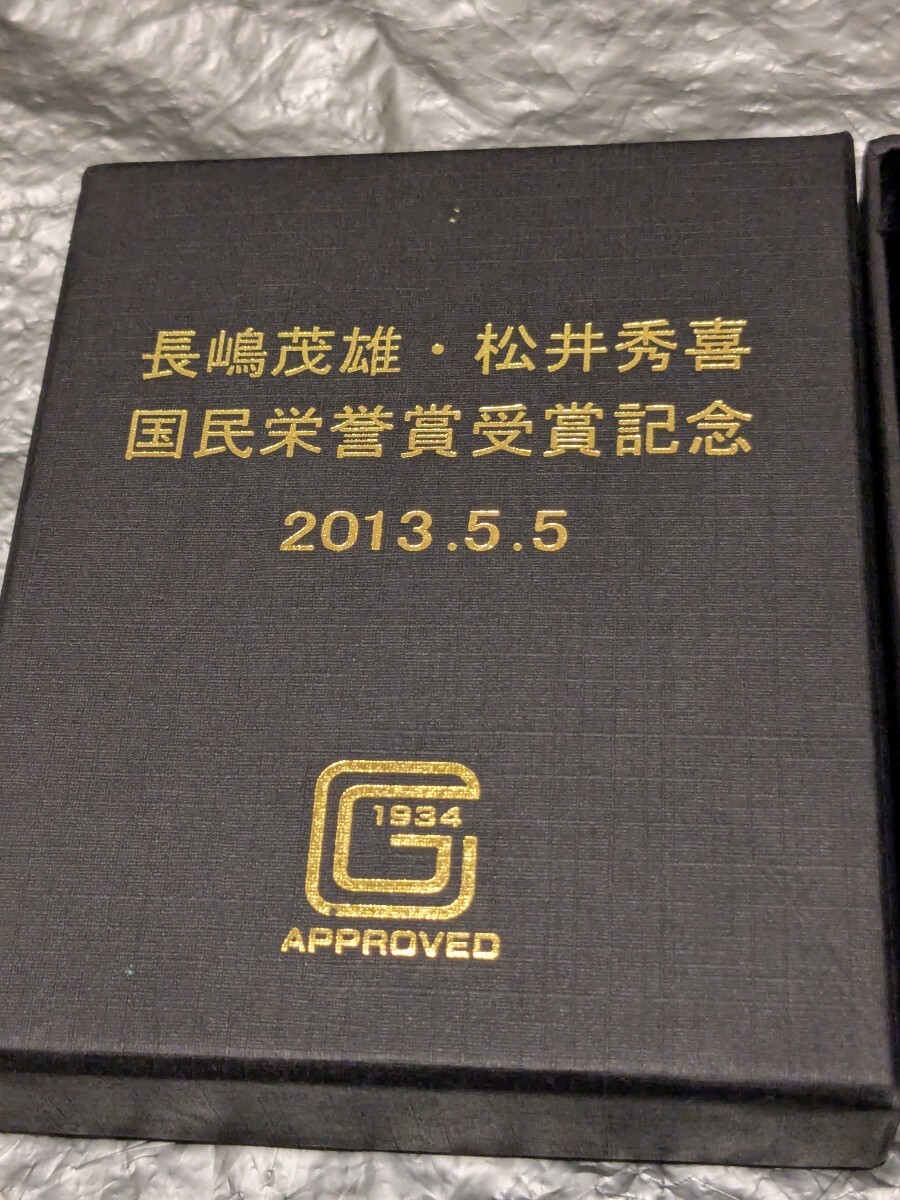 長嶋茂雄・松井秀喜
国民栄誉賞受賞記念
2013.5.5
1934
G
APPROVED